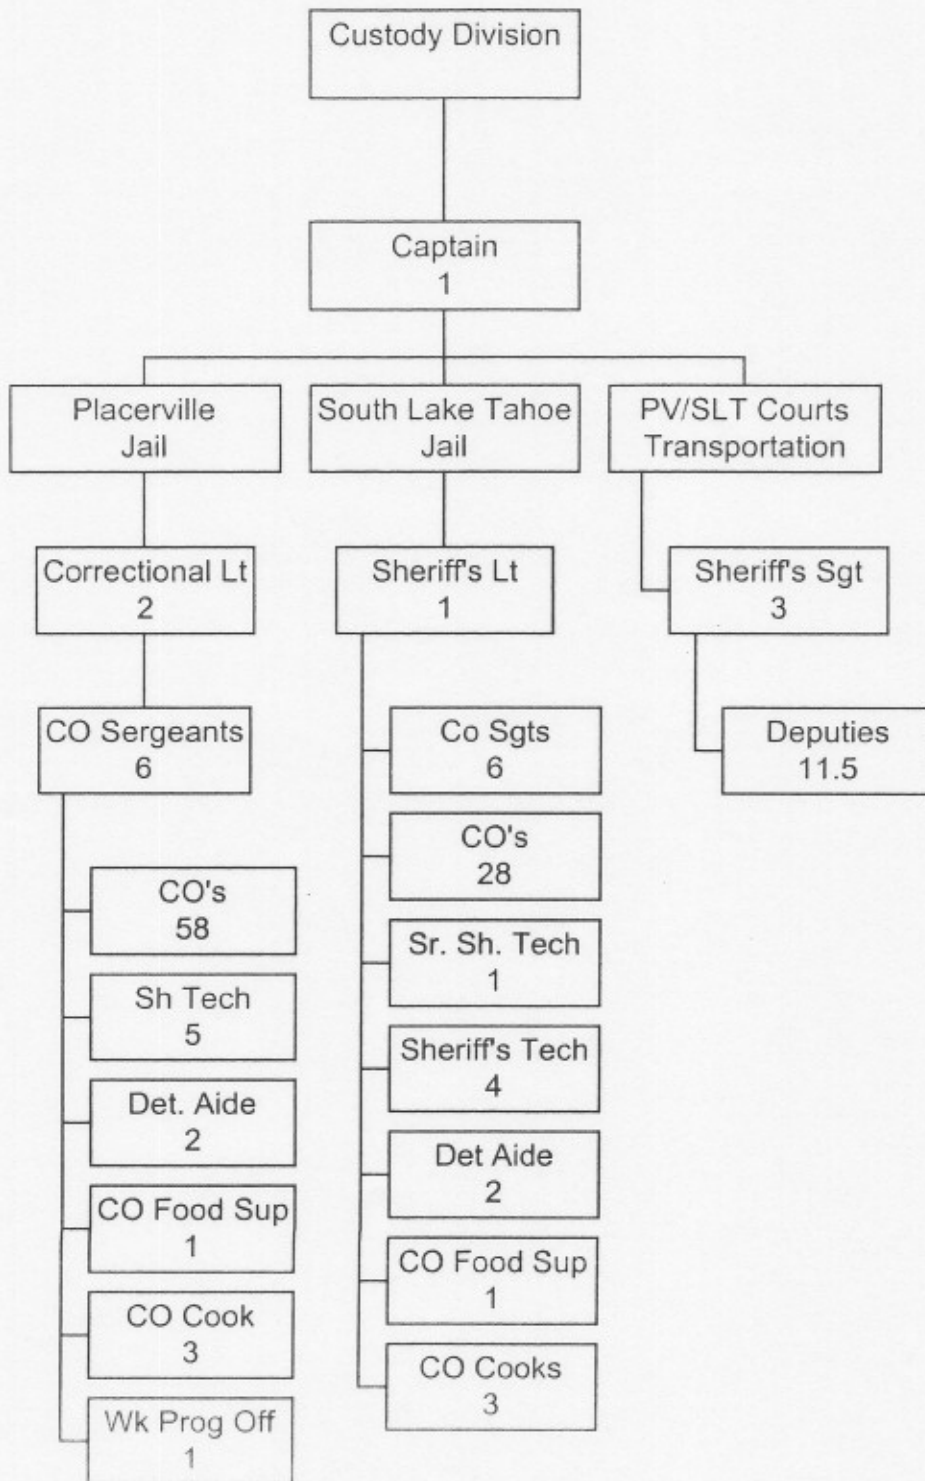 Custody Division
Captain
1
Placerville
Jail
South Lake Tahoe
Jail
PV/SLT Courts
Transportation
Correctional Lt
2
Sheriff's Lt
1
Sheriff's Sgt
3
CO Sergeants
6
Co Sgts
6
Deputies
11.5
CO's
58
Sh Tech
5
Det. Aide
2
CO Food Sup
1
CO Cook
3
Wk Prog Off
1
CO's
28
Sr. Sh. Tech
1
Sheriff's Tech
4
Det Aide
2
CO Food Sup
1
CO Cooks
3